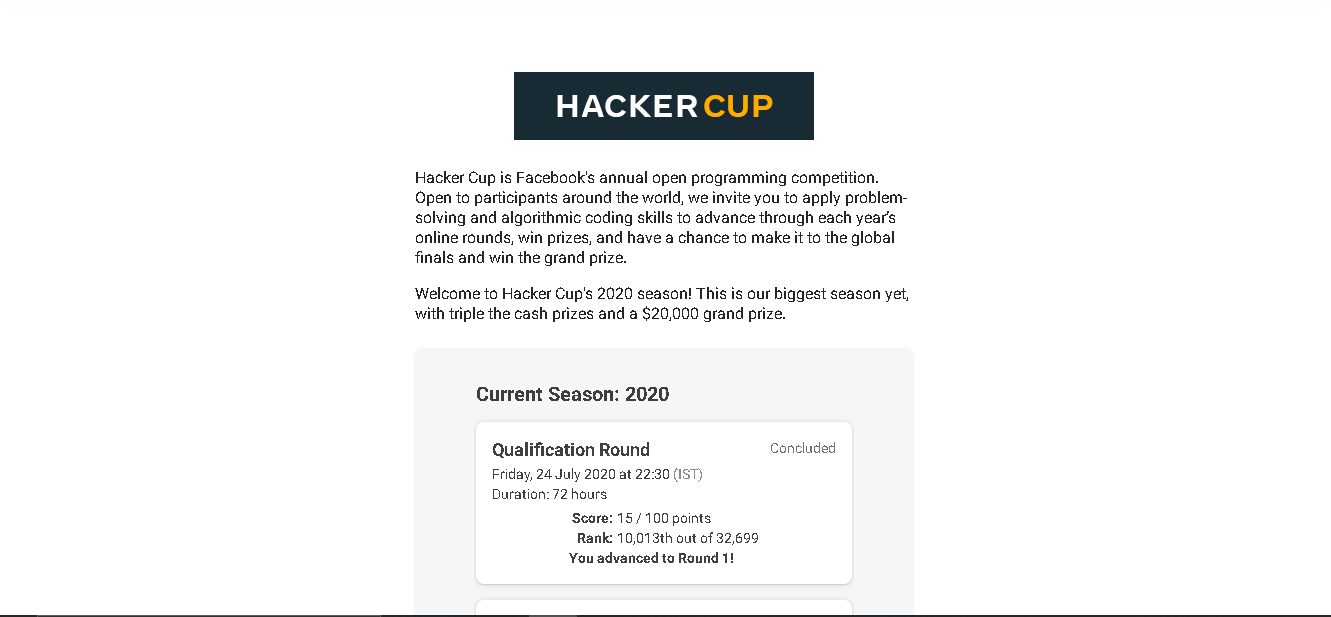 HACKER CUP
Hacker Cup is Facebook's annual open programming competition.
Open to participants around the world, we invite you to apply problem-
solving and algorithmic coding skills to advance through each year's
online rounds, win prizes, and have a chance to make it to the global
finals and win the grand prize.
Welcome to Hacker Cup's 2020 season! This is our biggest season yet,
with triple the cash prizes and a $20,000 grand prize.
Current Season: 2020
Qualification Round Concluded
Friday, 24 July 2020 at 22:30 (IST)
Duration: 72 hours
Score: 15 / 100 points
Rank: 10,013th out of 32,699
You advanced to Round 1!